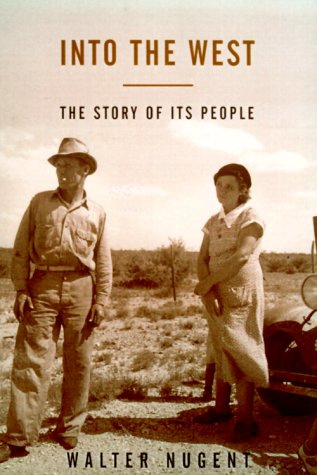 INTO THE WEST
THE STORY OF ITS PEOPLE
WALTER NUGENT